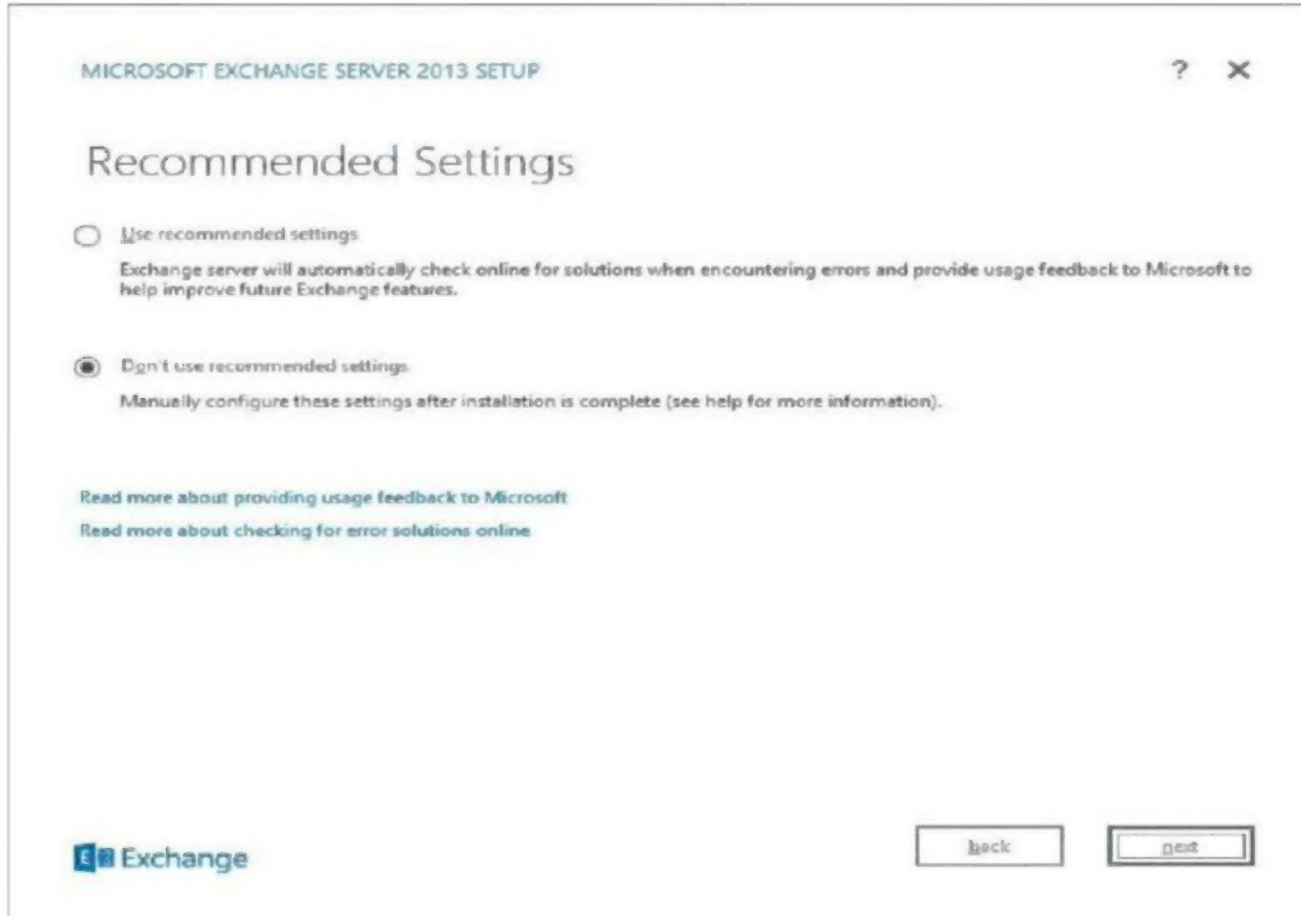 MICROSOFT EXCHANGE SERVER 2013 SETUP
?
Recommended Settings
Use recommended settings
Exchange server will automatically check online for solutions when encountering errors and provide usage feedback to Microsoft to
help improve future Exchange features.
Don't use recommended settings
Manually configure these settings after installation is complete (see help for more information).
Read more about providing usage feedback to Microsoft
Read more about checking for error solutions online
E Exchange
back
next